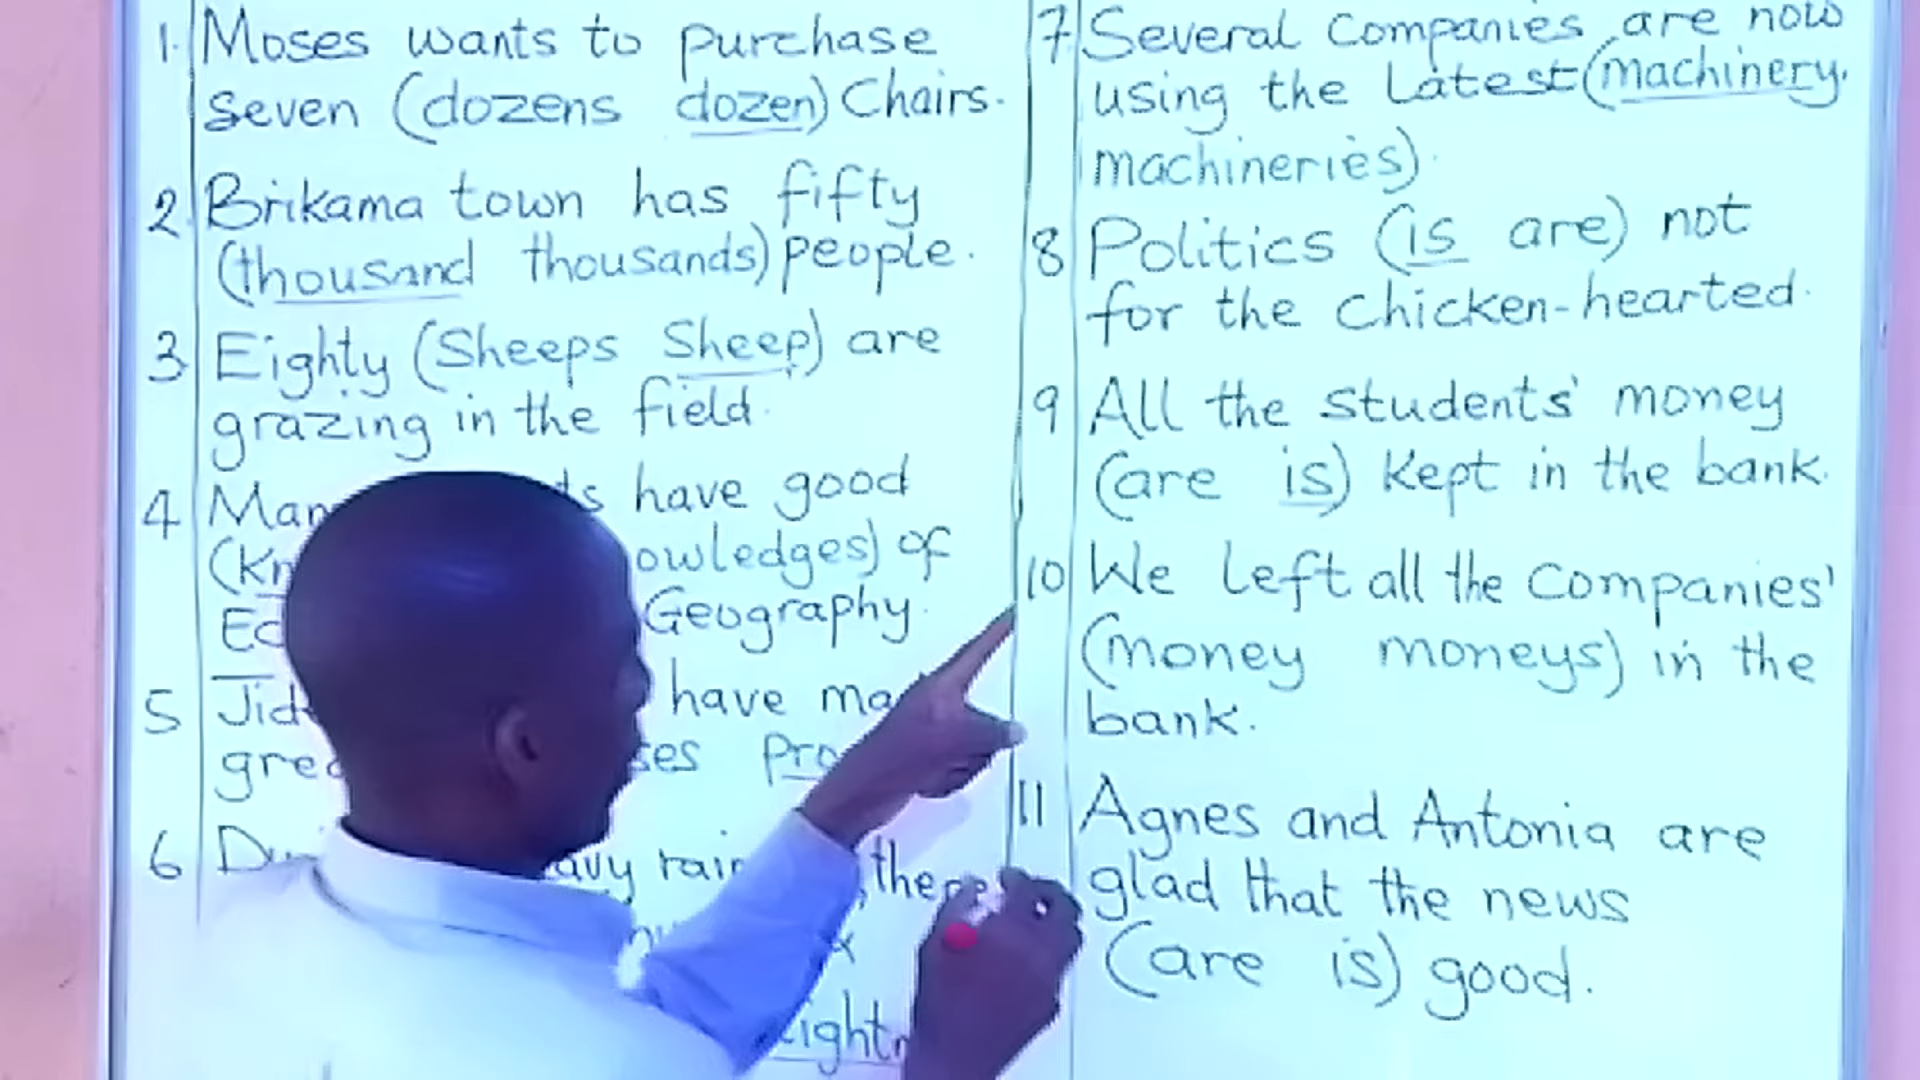 1. Moses wants to purchase
seven (dozens dozen) Chairs.
2 Brikama town has fifty
(thousand thousands) people.
3 Eighty (Sheeps Sheep) are
grazing in the field.
4 have good
of
Geography.
5 have
6
7 Several Companies are now
using the Latest (machinery
machineries).
8 Politics (is are) not
for the chicken-hearted.
9 All the students' money
(are is) kept in the bank.
10 We left all the companies'
(money moneys) in the
bank.
11 Agnes and Antonia are
glad that the news
(are is) good.